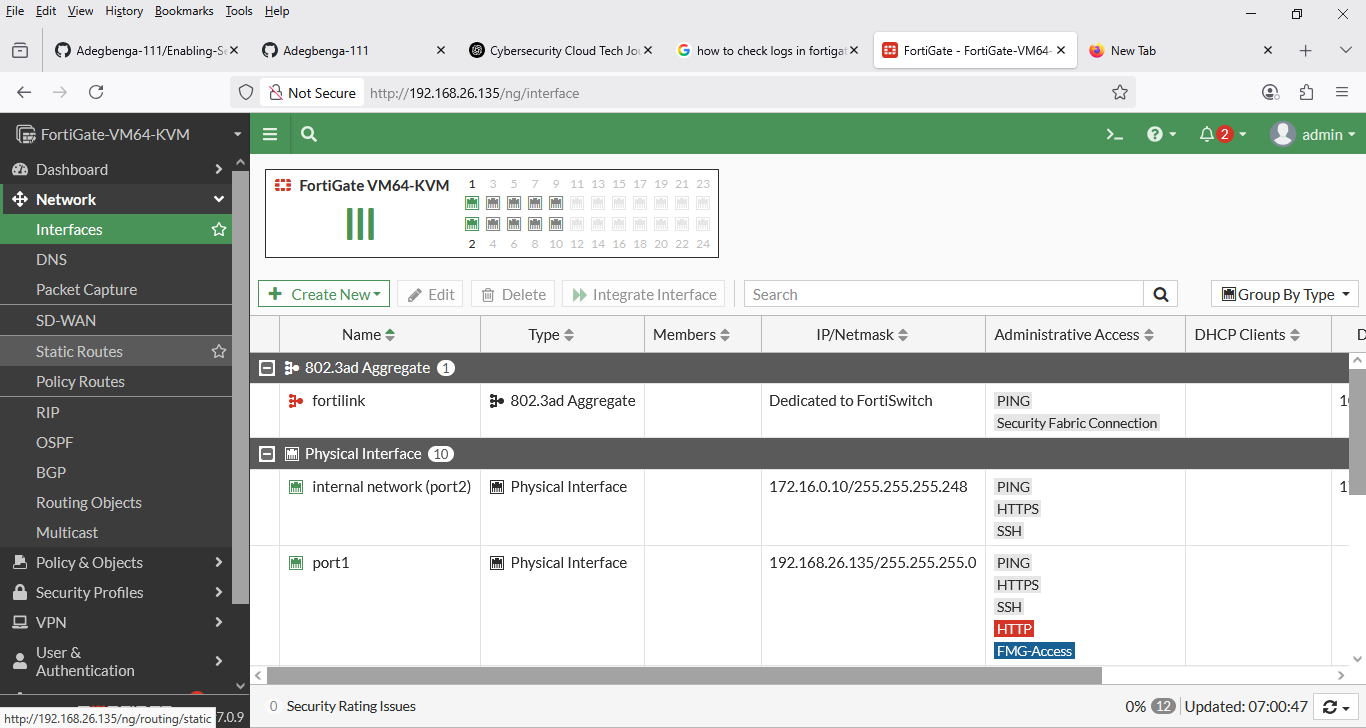 File Edit View History Bookmarks Tools Help
Adegbenga-111/Enabling-Se
Adegbenga-111
Cybersecurity Cloud Tech Jou
how to check logs in fortigat
FortiGate - FortiGate-VM64-
New Tab
Not Secure http://192.168.26.135/ng/interface
FortiGate-VM64-KVM
2 admin
Dashboard
Network
Interfaces
DNS
Packet Capture
SD-WAN
Static Routes
Policy Routes
RIP
OSPF
BGP
Routing Objects
Multicast
Policy & Objects
Security Profiles
VPN
User &
Authentication
http://192.168.26.135/ng/routing/static 7.0.9
FortiGate VM64-KVM 1 3 5 7 9 11 13 15 17 19 21 23
2 4 6 8 10 12 14 16 18 20 22 24
Create New Edit Delete Integrate Interface Search Group By Type
Name Type Members IP/Netmask Administrative Access DHCP Clients D
802.3ad Aggregate 1
fortilink 802.3ad Aggregate Dedicated to FortiSwitch PING
Security Fabric Connection
Physical Interface 10
internal network (port2) Physical Interface 172.16.0.10/255.255.255.248 PING
HTTPS
SSH
port1 Physical Interface 192.168.26.135/255.255.255.0 PING
HTTPS
SSH
HTTP
FMG-Access
0 Security Rating Issues 0% 12 Updated: 07:00:47